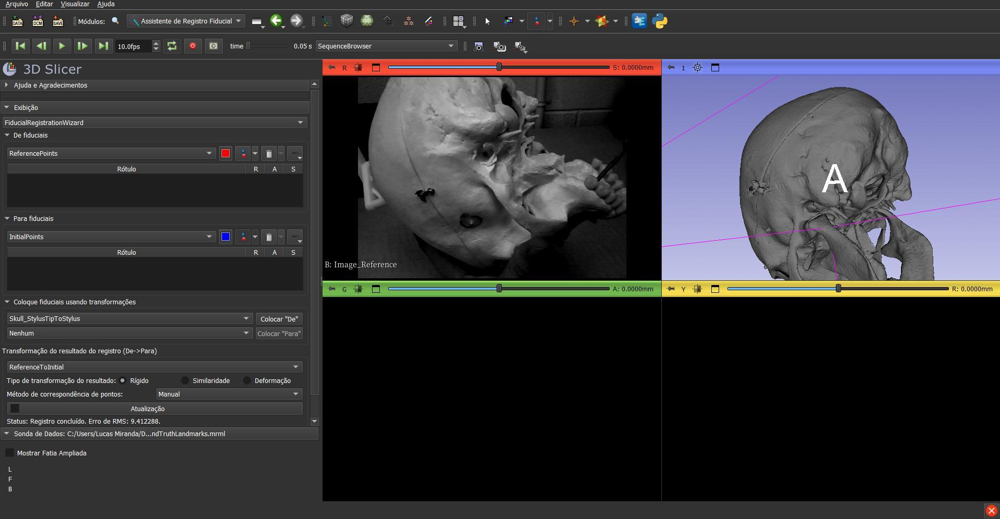 Arquivo Editar Visualizar Ajuda
DATA DCM SAVE Módulos: Assistente de Registro Fiducial
10.0fps time 0.05 s SequenceBrowser
3D Slicer
Ajuda e Agradecimentos
Exibição
FiducialRegistrationWizard
De fiduciais
ReferencePoints
Rótulo R A S
Para fiduciais
InitialPoints
Rótulo R A S
Coloque fiduciais usando transformações
Skull_StylusTipToStylus Colocar "De"
Nenhum Colocar "Para"
Transformação do resultado do registro (De->Para)
ReferenceToInitial
Tipo de transformação do resultado: Rígido Similaridade Deformação
Método de correspondência de pontos: Manual
Atualização
Status: Registro concluído. Erro de RMS: 9.412288.
Sonda de Dados: C:/Users/Lucas Miranda/D...ndTruthLandmarks.mrml
Mostrar Fatia Ampliada
L
F
B
R S: 0.0000mm
B: Image_Reference
1
A
G A: 0.0000mm
Y R: 0.0000mm